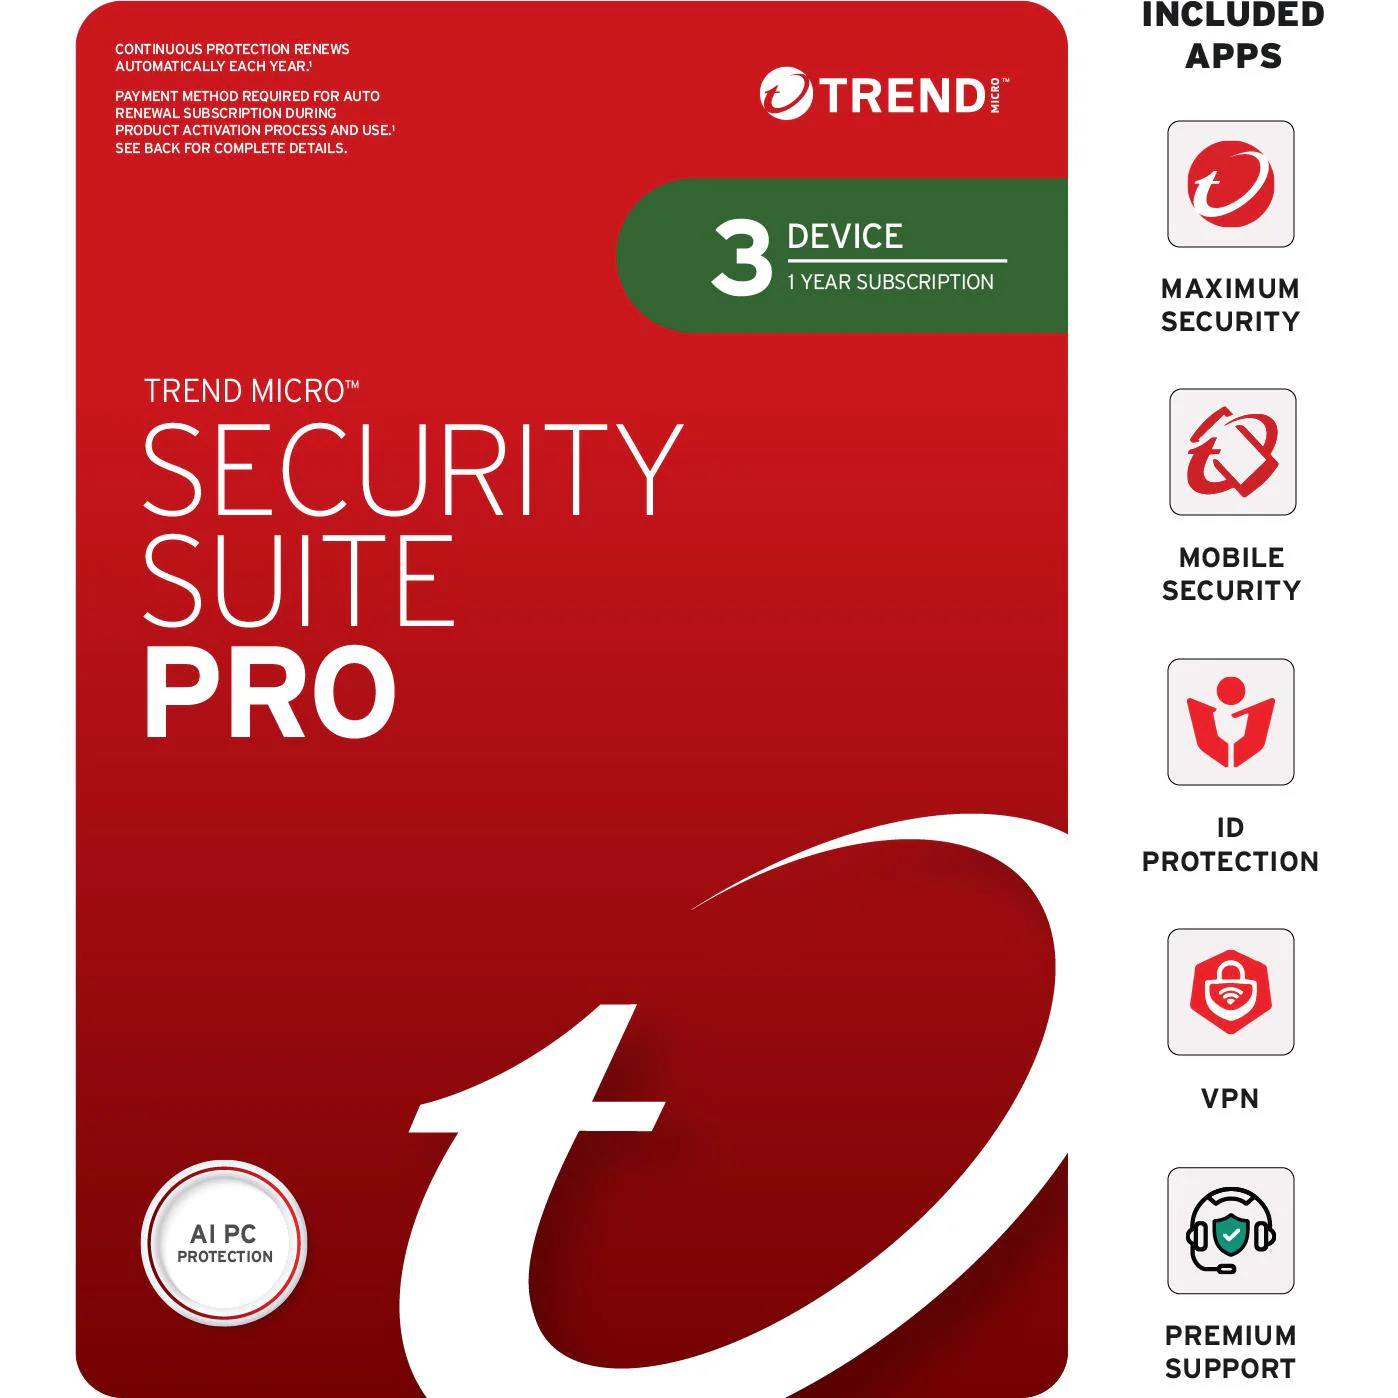 CONTINUOUS PROTECTION RENEWS
AUTOMATICALLY EACH YEAR.¹
PAYMENT METHOD REQUIRED FOR AUTO
RENEWAL SUBSCRIPTION DURING
PRODUCT ACTIVATION PROCESS AND USE.¹
SEE BACK FOR COMPLETE DETAILS.
TREND MICRO™
3 DEVICE
1 YEAR SUBSCRIPTION
TREND MICRO™
SECURITY
SUITE
PRO
AI PC
PROTECTION
INCLUDED
APPS
MAXIMUM
SECURITY
MOBILE
SECURITY
ID
PROTECTION
VPN
PREMIUM
SUPPORT